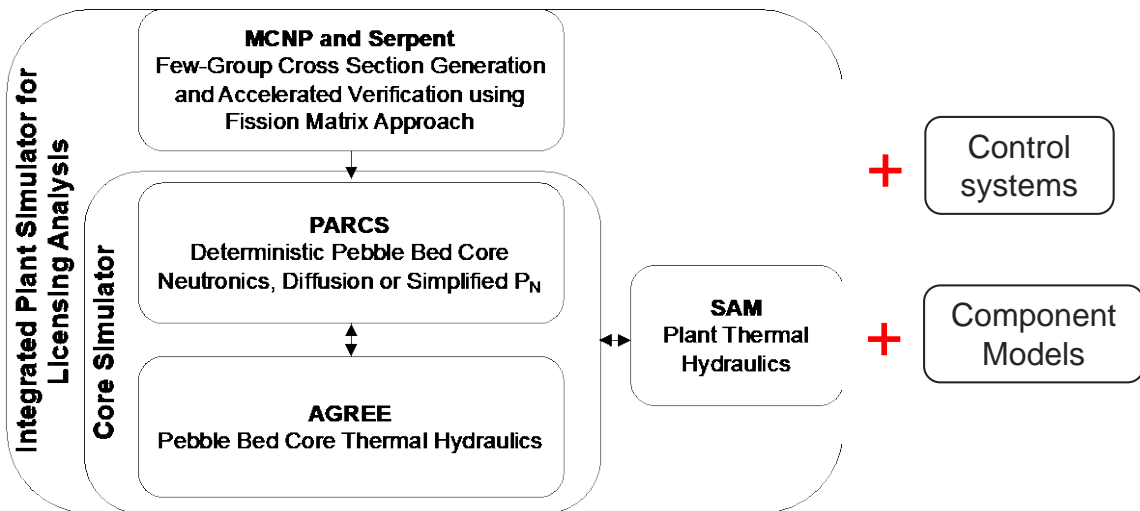 Integrated Plant Simulator for
Licensing Analysis
MCNP and Serpent
Few-Group Cross Section Generation
and Accelerated Verification using
Fission Matrix Approach
Core Simulator
PARCS
Deterministic Pebble Bed Core
Neutronics, Diffusion or Simplified PN
AGREE
Pebble Bed Core Thermal Hydraulics
SAM
Plant Thermal
Hydraulics
+
Control
systems
+
Component
Models